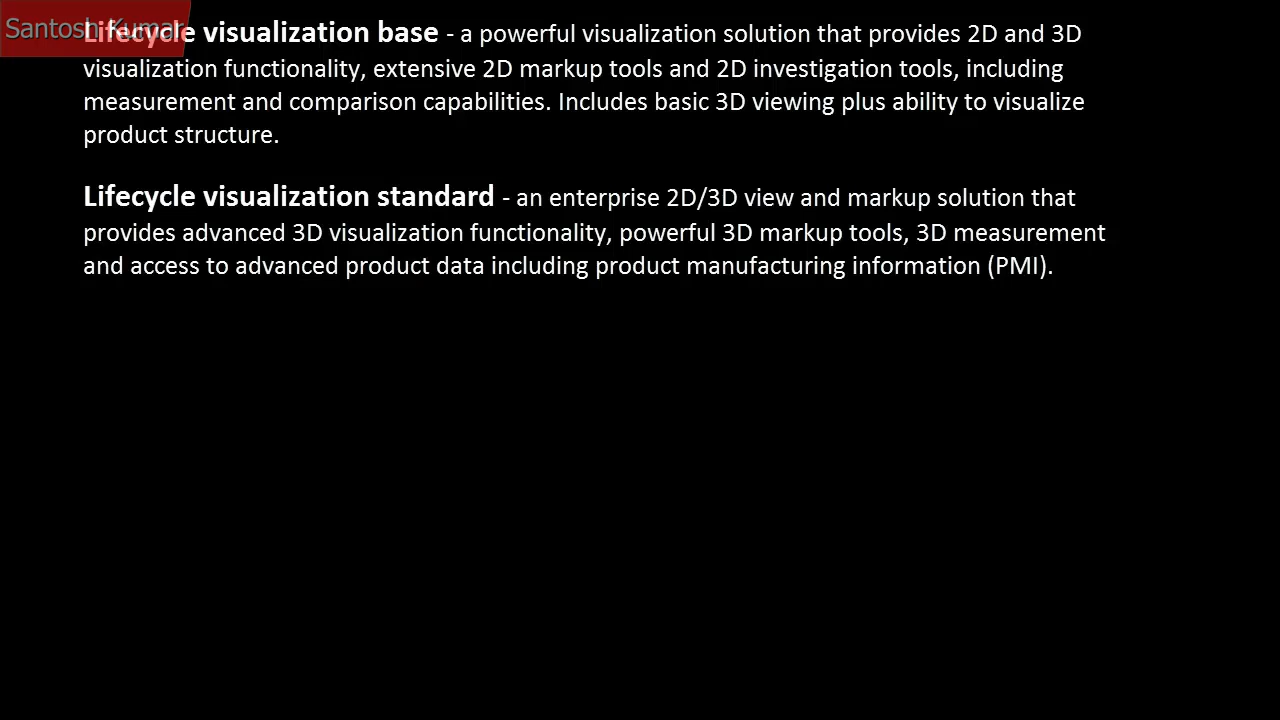 Santosh Kumar
Lifecycle visualization base - a powerful visualization solution that provides 2D and 3D
visualization functionality, extensive 2D markup tools and 2D investigation tools, including
measurement and comparison capabilities. Includes basic 3D viewing plus ability to visualize
product structure.
Lifecycle visualization standard - an enterprise 2D/3D view and markup solution that
provides advanced 3D visualization functionality, powerful 3D markup tools, 3D measurement
and access to advanced product data including product manufacturing information (PMI).